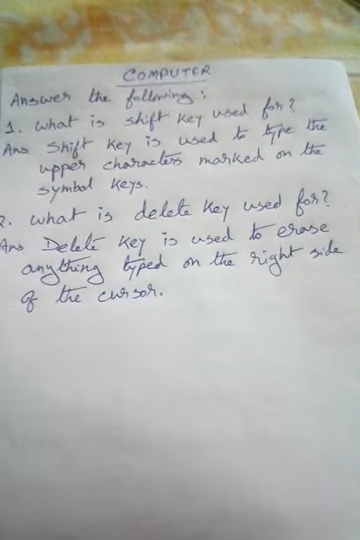 COMPUTER
Answer the following:
1. What is shift key used for?
Ans Shift key is used to type the
upper characters marked on the
symbol keys.
2. What is delete key used for?
Ans Delete key is used to erase
anything typed on the right side
of the cursor.